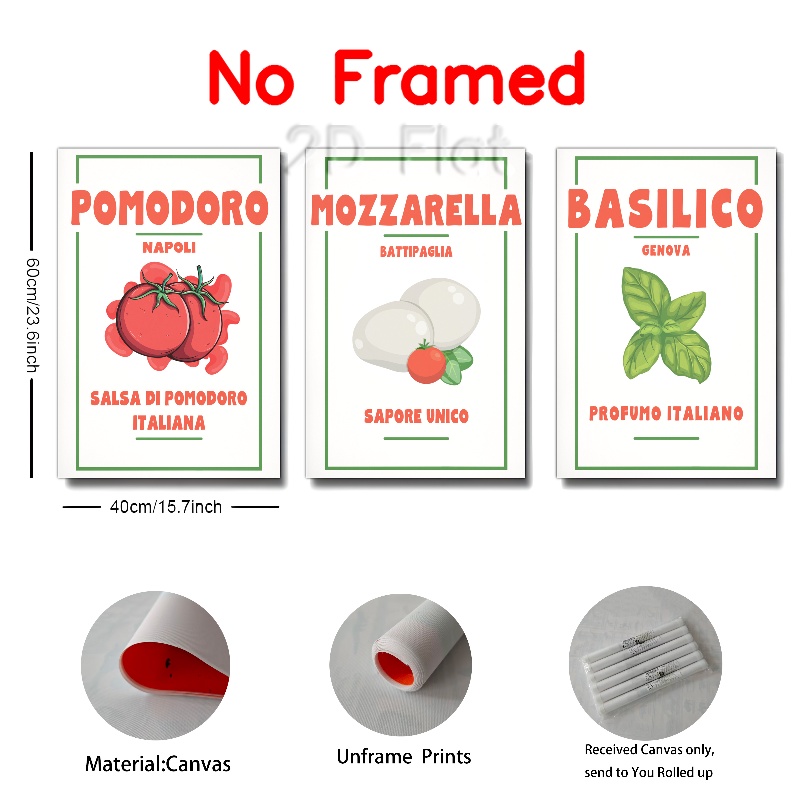 No Framed
2D Flat
POMODORO
NAPOLI
SALSA DI POMODORO
ITALIANA
MOZZARELLA
BATTIPAGLIA
SAPORE UNICO
BASILICO
GENOVA
PROFUMO ITALIANO
60cm/23.6inch
40cm/15.7inch
Material:Canvas
Unframe Prints
Received Canvas only,
send to You Rolled up